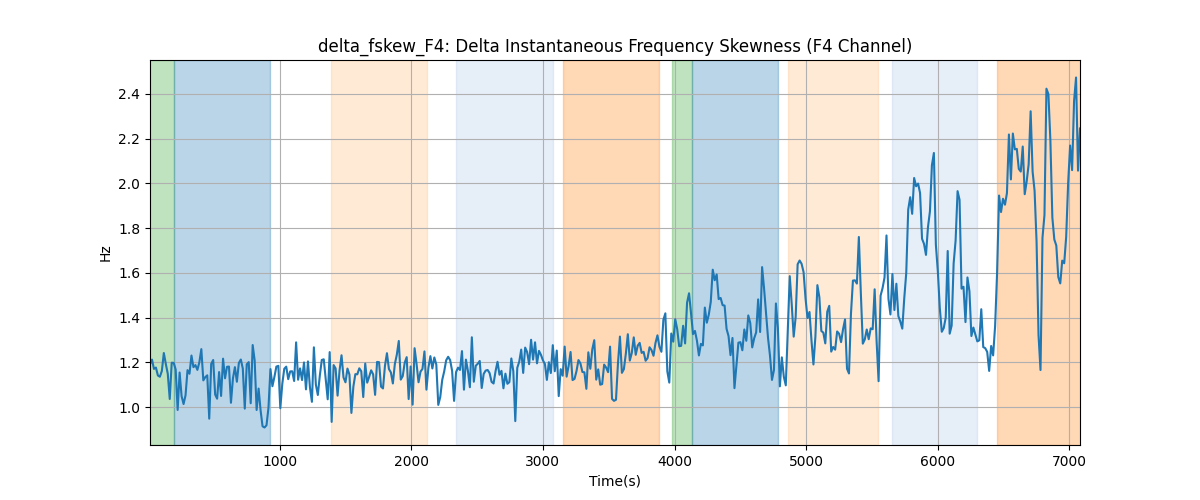 delta_fskew_F4: Delta Instantaneous Frequency Skewness (F4 Channel)
2.4
2.2
2.0
1.8
1.6
1.4
1.2
1.0
Hz
1000 2000 3000 4000 5000 6000 7000
Time(s)